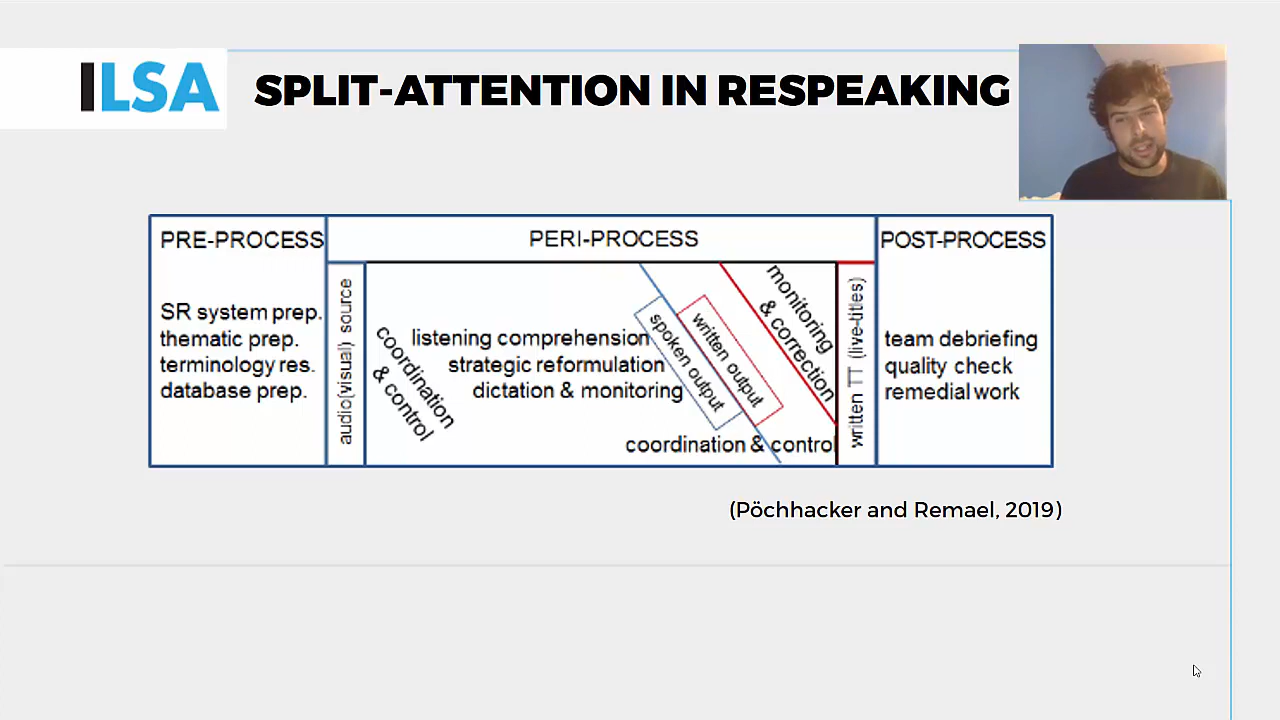 ILSA
SPLIT-ATTENTION IN RESPEAKING
PRE-PROCESS
SR system prep.
thematic prep.
terminology res.
database prep.
PERI-PROCESS
audio(visual) source
coordination
& control
listening comprehension
strategic reformulation
dictation & monitoring
spoken output
written output
monitoring
& correction
coordination & control
written TT (live-titles)
POST-PROCESS
team debriefing
quality check
remedial work
(Pöchhacker and Remael, 2019)